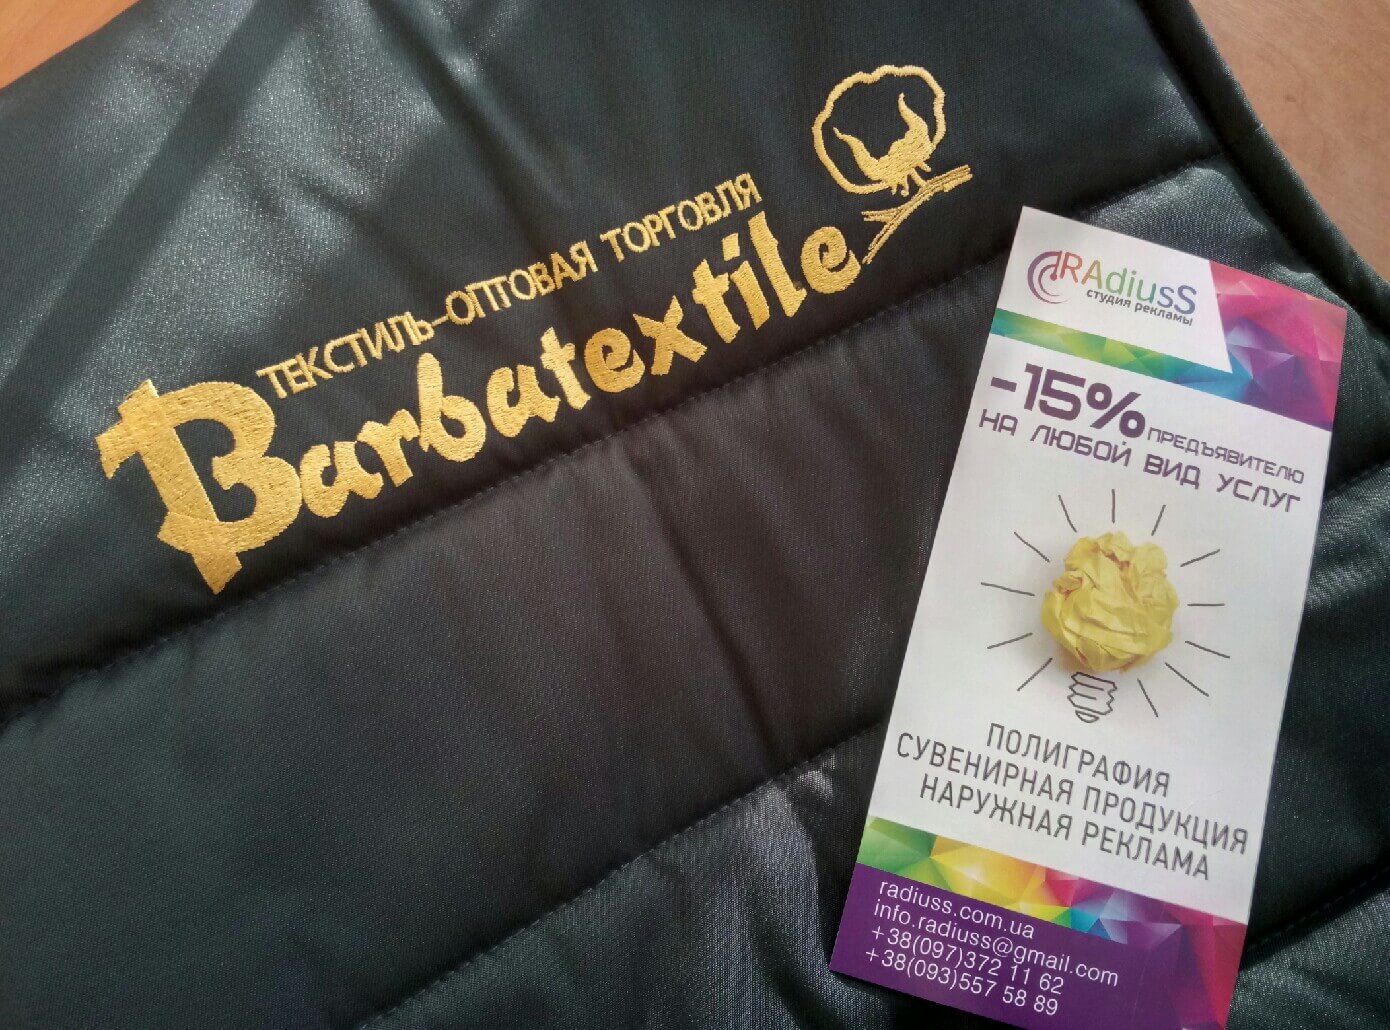 ТЕКСТИЛЬ-ОПТОВАЯ ТОРГОВЛЯ
Barbatextile
RAdiusS
студия рекламы
-15% ПРЕДЪЯВИТЕЛЮ
НА ЛЮБОЙ ВИД УСЛУГ
ПОЛИГРАФИЯ
СУВЕНИРНАЯ ПРОДУКЦИЯ
НАРУЖНАЯ РЕКЛАМА
radiuss.com.ua
info.radiuss@gmail.com
+38(097)372 11 62
+38(093)557 58 89